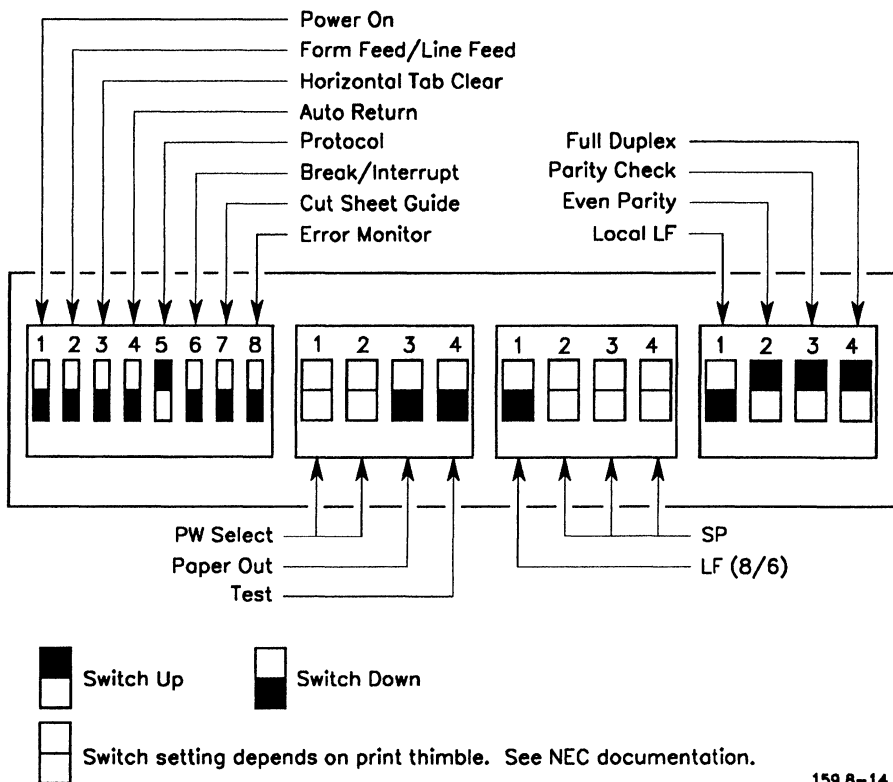 Power On
Form Feed/Line Feed
Horizontal Tab Clear
Auto Return
Protocol
Break/Interrupt
Cut Sheet Guide
Error Monitor
Full Duplex
Parity Check
Even Parity
Local LF
1 2 3 4 5 6 7 8
1 2 3 4
1 2 3 4
1 2 3 4
PW Select
Paper Out
Test
SP
LF (8/6)
Switch Up
Switch Down
Switch setting depends on print thimble. See NEC documentation.
159.8-14